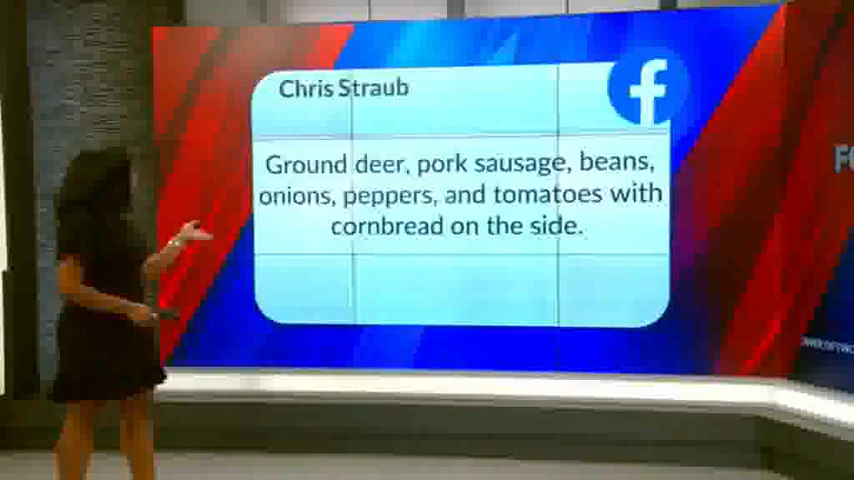 Chris Straub
f
Ground deer, pork sausage, beans,
onions, peppers, and tomatoes with
cornbread on the side.